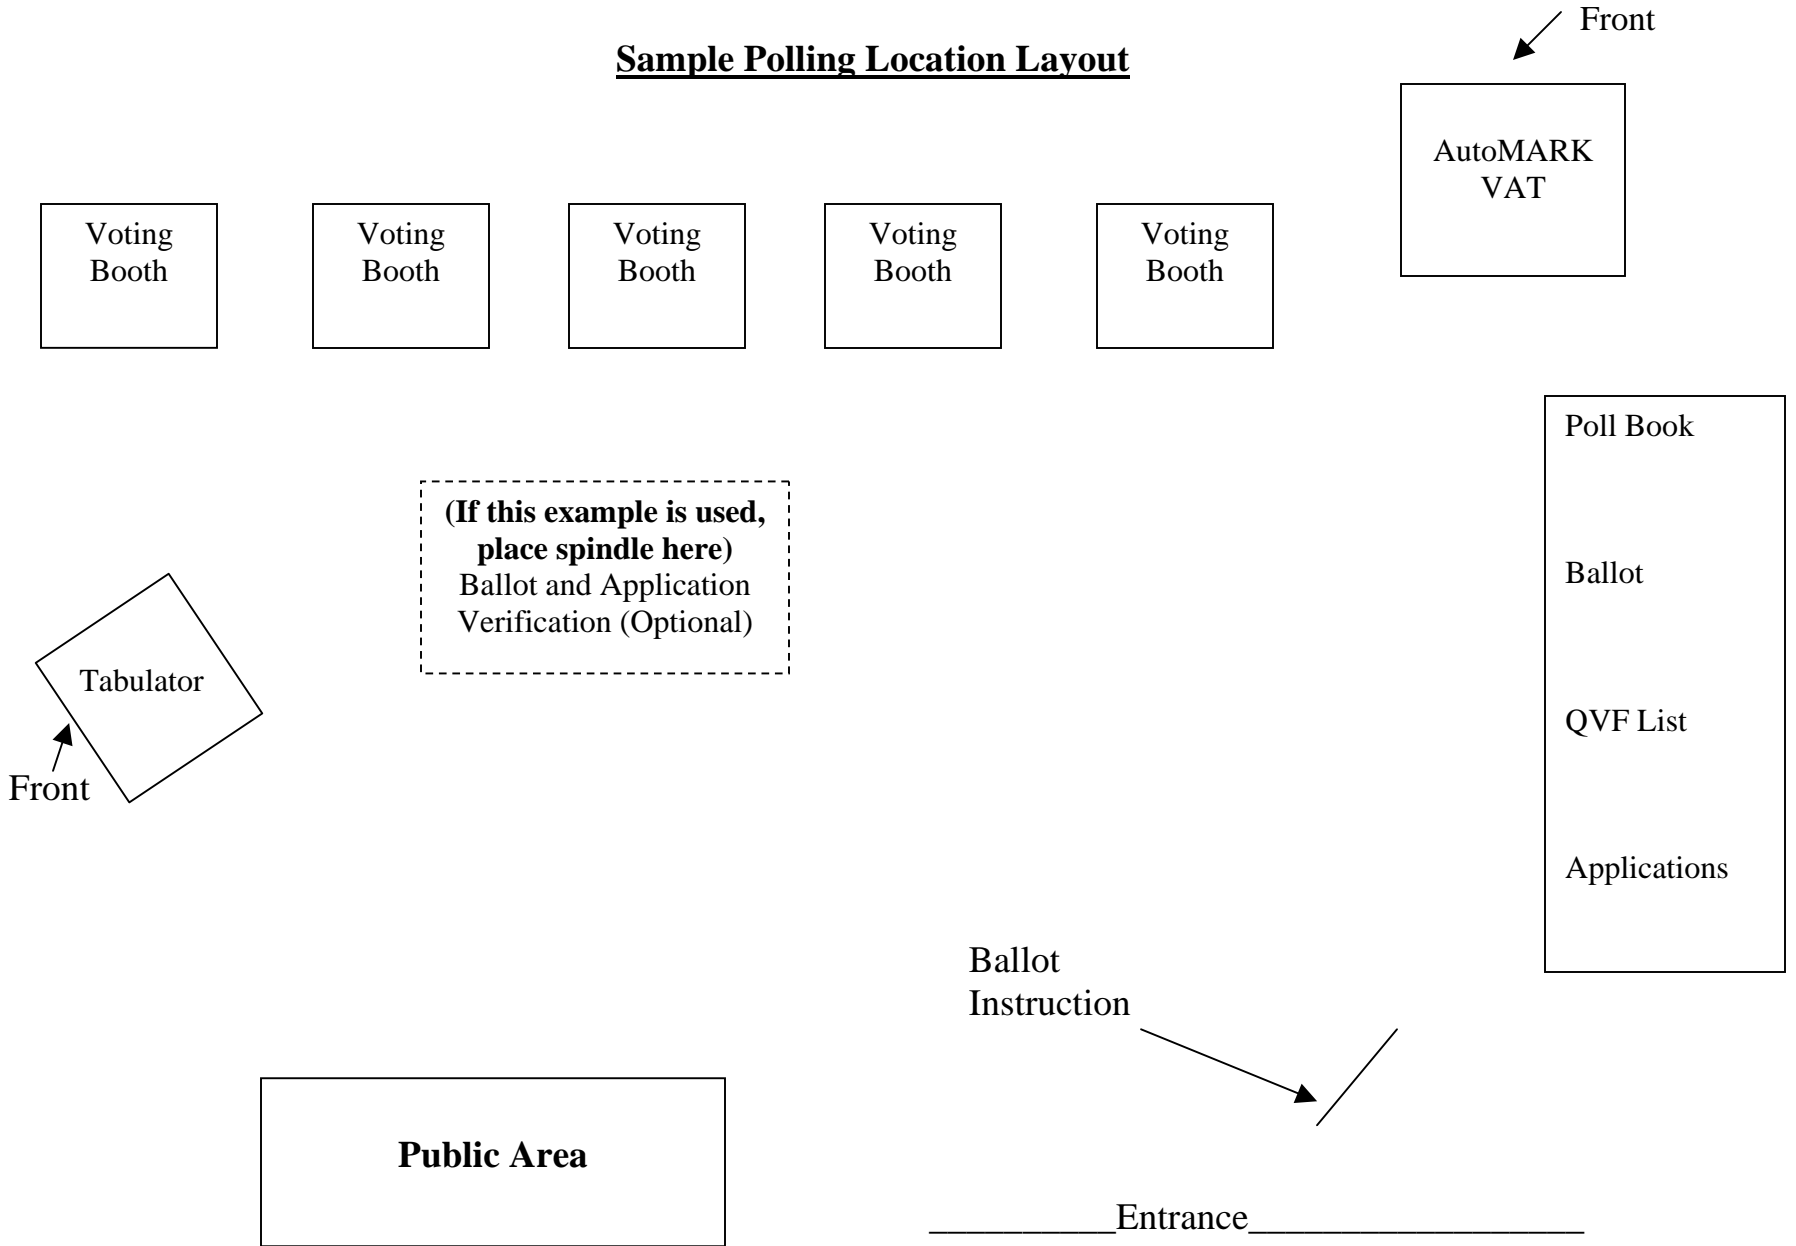 Front
Sample Polling Location Layout
AutoMARK
VAT
Voting
Booth
Voting
Booth
Voting
Booth
Voting
Booth
Voting
Booth
Poll Book
(If this example is used,
place spindle here)
Ballot and Application
Verification (Optional)
Ballot
Tabulator
QVF List
Front
Applications
Ballot
Instruction
Public Area
__________Entrance__________________